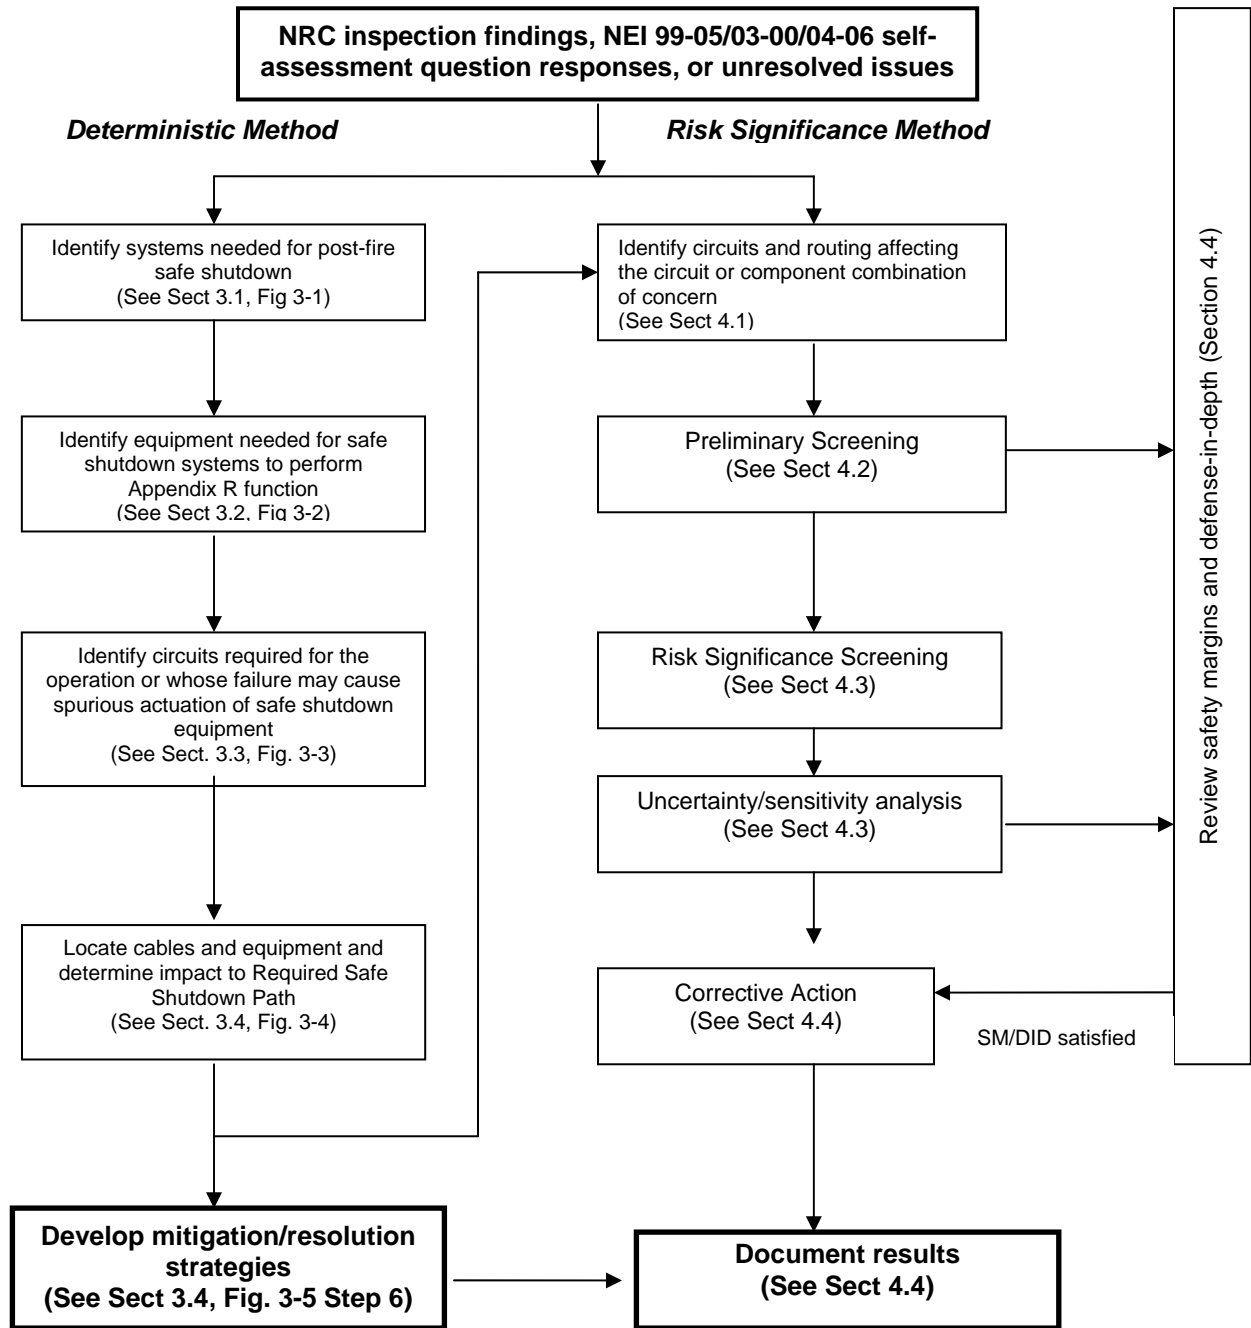 NRC inspection findings, NEI 99-05/03-00/04-06 self-
assessment question responses, or unresolved issues
Deterministic Method
Risk Significance Method
Identify systems needed for post-fire
safe shutdown
(See Sect 3.1, Fig 3-1)
Identify equipment needed for safe
shutdown systems to perform
Appendix R function
(See Sect 3.2, Fig 3-2)
Identify circuits required for the
operation or whose failure may cause
spurious actuation of safe shutdown
equipment
(See Sect. 3.3, Fig. 3-3)
Locate cables and equipment and
determine impact to Required Safe
Shutdown Path
(See Sect. 3.4, Fig. 3-4)
Develop mitigation/resolution
strategies
(See Sect 3.4, Fig. 3-5 Step 6)
Identify circuits and routing affecting
the circuit or component combination
of concern
(See Sect 4.1)
Preliminary Screening
(See Sect 4.2)
Risk Significance Screening
(See Sect 4.3)
Uncertainty/sensitivity analysis
(See Sect 4.3)
Corrective Action
(See Sect 4.4)
SM/DID satisfied
Document results
(See Sect 4.4)
Review safety margins and defense-in-depth (Section 4.4)